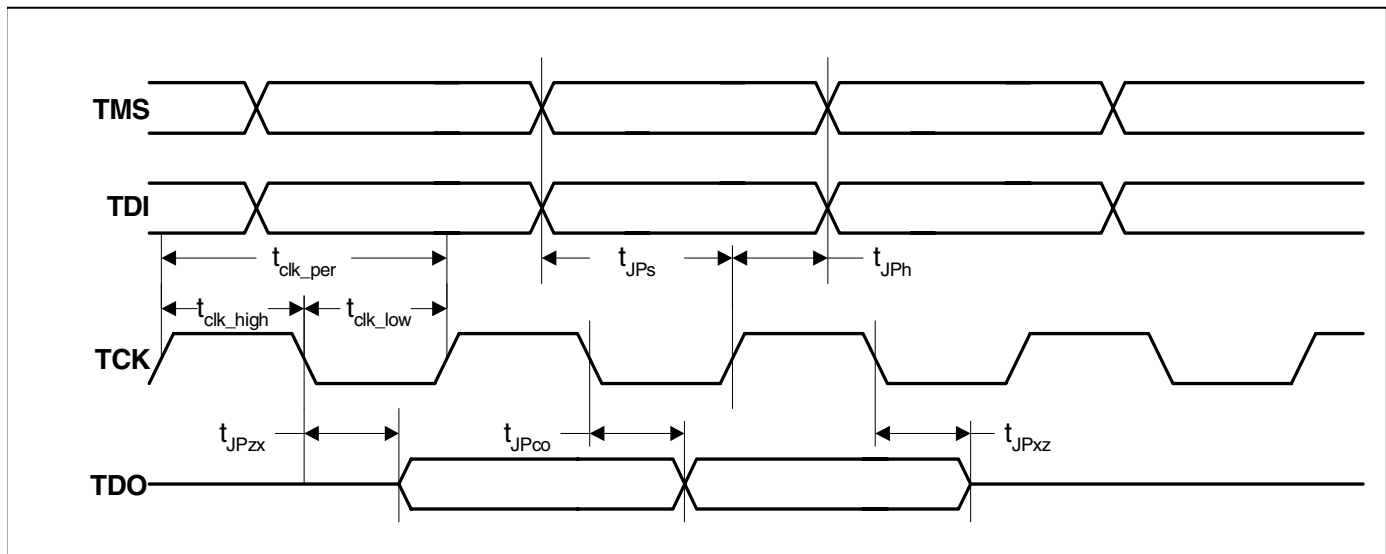 TMS
TDI
t_clk_per
t_JPs
t_JPh
t_clk_high
t_clk_low
TCK
t_JPzx
t_JPco
t_JPxz
TDO